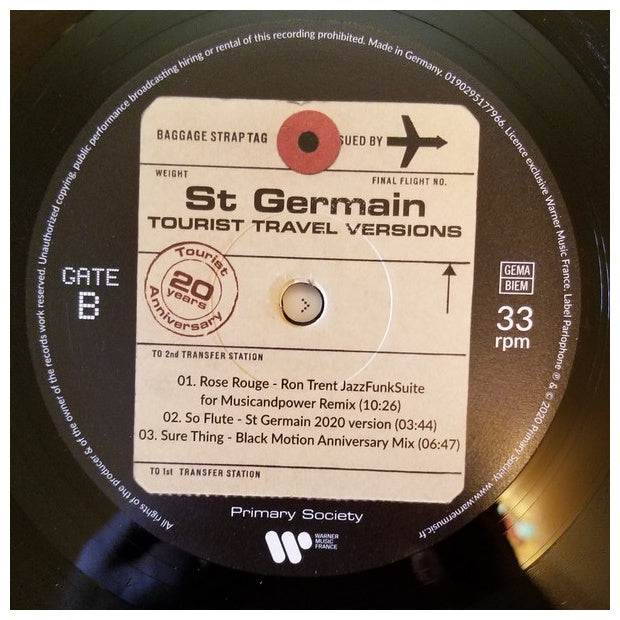 All rights of the producer & of the owner of the records work reserved. Unauthorized copying, public performance broadcasting hiring or rental of this recording prohibited. Made in Germany. 0190295177966. Licence exclusive Warner Music France. Label Parlophone ℗ & © 2020 Primary Society. www.warnermusic.fr
BAGGAGE STRAP TAG
SUED BY
WEIGHT
FINAL FLIGHT NO.
St Germain
TOURIST TRAVEL VERSIONS
Tourist
20
years
Anniversary
GATE
B
GEMA
BIEM
33
rpm
TO 2nd TRANSFER STATION
01. Rose Rouge - Ron Trent JazzFunkSuite
for Musicandpower Remix (10:26)
02. So Flute - St Germain 2020 version (03:44)
03. Sure Thing - Black Motion Anniversary Mix (06:47)
TO 1st TRANSFER STATION
Primary Society
WARNER
MUSIC
FRANCE